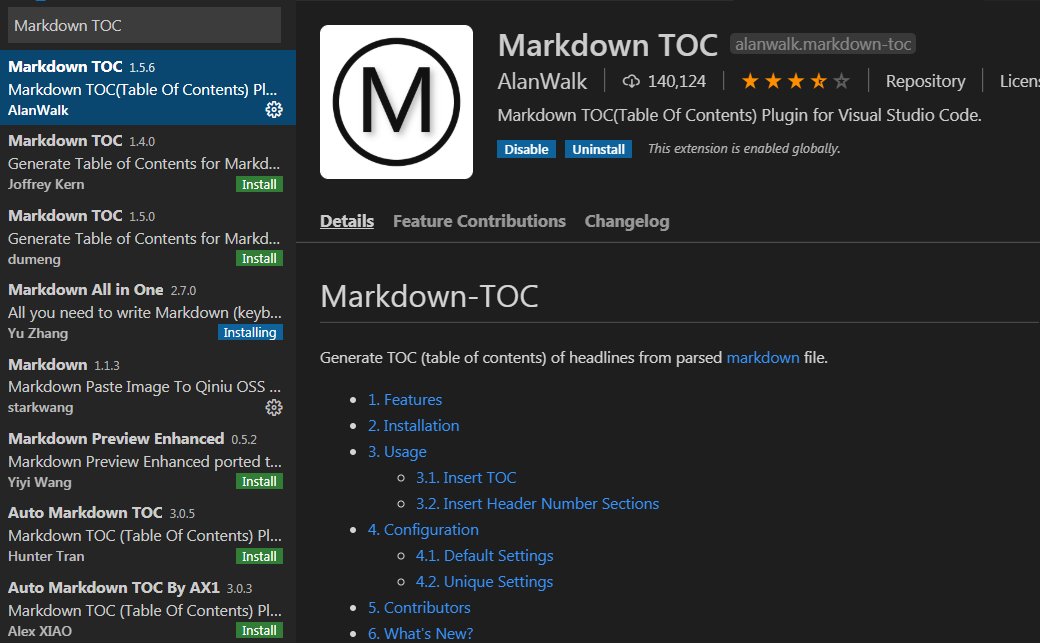 Markdown TOC
Markdown TOC 1.5.6
Markdown TOC(Table Of Contents) Pl...
AlanWalk
Markdown TOC 1.4.0
Generate Table of Contents for Markd...
Joffrey Kern Install
Markdown TOC 1.5.0
Generate Table of Contents for Markd...
dumeng Install
Markdown All in One 2.7.0
All you need to write Markdown (keyb...
Yu Zhang Installing
Markdown 1.1.3
Markdown Paste Image To Qiniu OSS ...
starkwang
Markdown Preview Enhanced 0.5.2
Markdown Preview Enhanced ported t...
Yiyi Wang Install
Auto Markdown TOC 3.0.5
Markdown TOC (Table Of Contents) Pl...
Hunter Tran Install
Auto Markdown TOC By AX1 3.0.3
Markdown TOC (Table Of Contents) Pl...
Alex XIAO Install
M
Markdown TOC alanwalk.markdown-toc
AlanWalk 140,124 Repository Licens
Markdown TOC(Table Of Contents) Plugin for Visual Studio Code.
Disable Uninstall This extension is enabled globally.
Details Feature Contributions Changelog
Markdown-TOC
Generate TOC (table of contents) of headlines from parsed markdown file.
1. Features
2. Installation
3. Usage
3.1. Insert TOC
3.2. Insert Header Number Sections
4. Configuration
4.1. Default Settings
4.2. Unique Settings
5. Contributors
6. What's New?